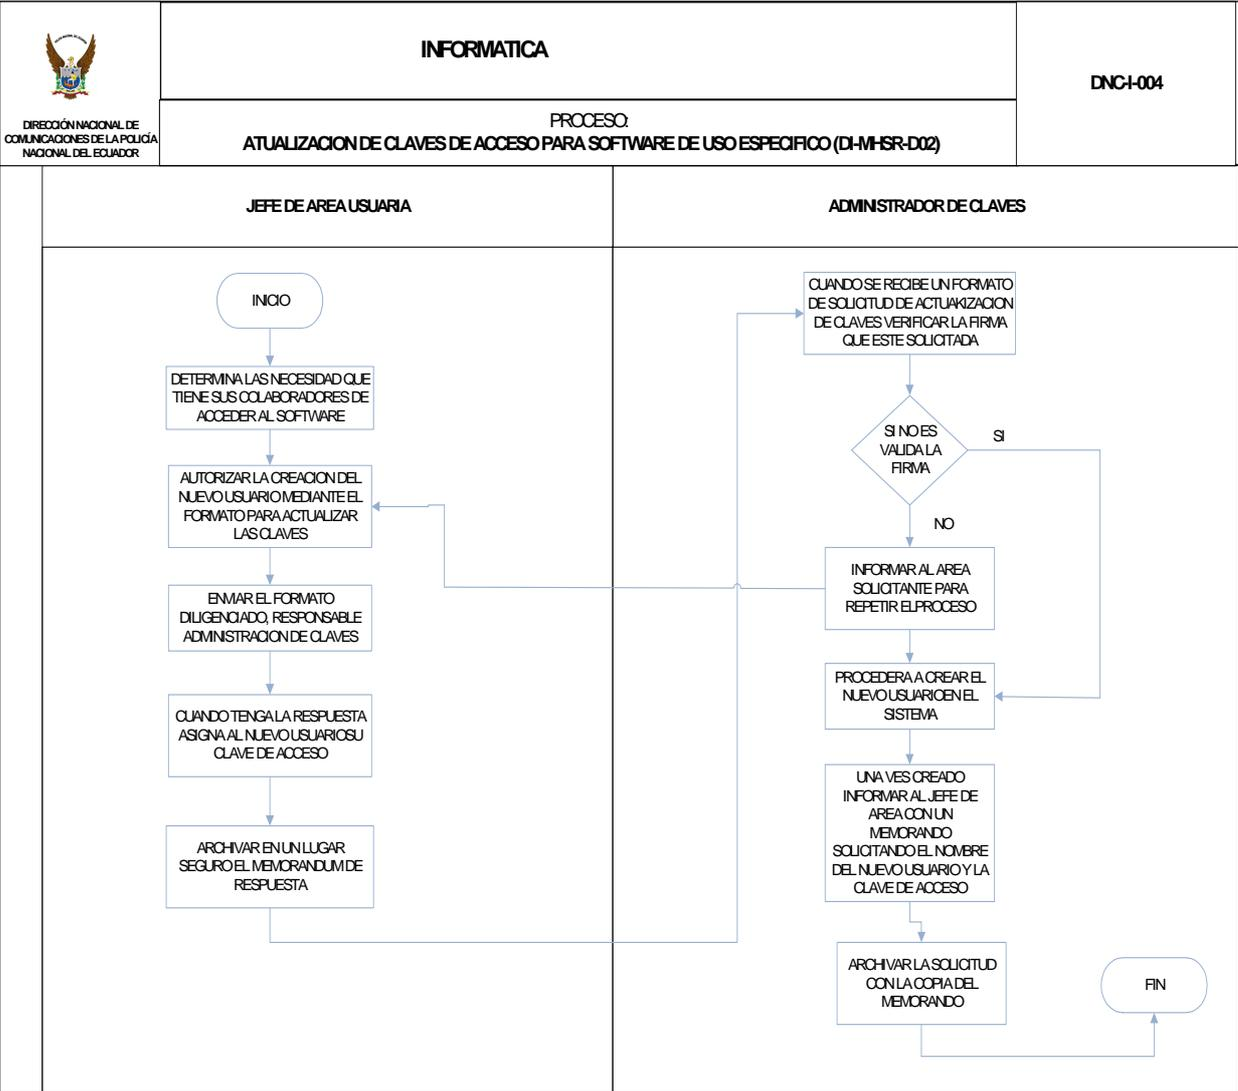 INFORMATICA
DNC-I-004
DIRECCIÓN NACIONAL DE
COMUNICACIONES DE LA POLICÍA
NACIONAL DEL ECUADOR
PROCESO:
ATUALIZACION DE CLAVES DE ACCESO PARA SOFTWARE DE USO ESPECIFICO (DI-MHSR-D02)
JEFE DE AREA USUARIA
ADMINISTRADOR DE CLAVES
INICIO
DETERMINA LAS NECESIDAD QUE
TIENE SUS COLABORADORES DE
ACCEDER AL SOFTWARE
AUTORIZAR LA CREACION DEL
NUEVO USUARIO MEDIANTE EL
FORMATO PARA ACTUALIZAR
LAS CLAVES
ENVIAR EL FORMATO
DILIGENCIADO, RESPONSABLE
ADMINISTRACION DE CLAVES
CUANDO TENGA LA RESPUESTA
ASIGNA AL NUEVO USUARIO SU
CLAVE DE ACCESO
ARCHIVAR EN UN LUGAR
SEGURO EL MEMORANDUM DE
RESPUESTA
CUANDO SE RECIBE UN FORMATO
DE SOLICITUD DE ACTUAKIZACION
DE CLAVES VERIFICAR LA FIRMA
QUE ESTE SOLICITADA
SI NO ES
VALIDA LA
FIRMA
SI
NO
INFORMAR AL AREA
SOLICITANTE PARA
REPETIR EL PROCESO
PROCEDERA A CREAR EL
NUEVO USUARIO EN EL
SISTEMA
UNA VES CREADO
INFORMAR AL JEFE DE
AREA CON UN
MEMORANDO
SOLICITANDO EL NOMBRE
DEL NUEVO USUARIO Y LA
CLAVE DE ACCESO
ARCHIVAR LA SOLICITUD
CON LA COPIA DEL
MEMORANDO
FIN